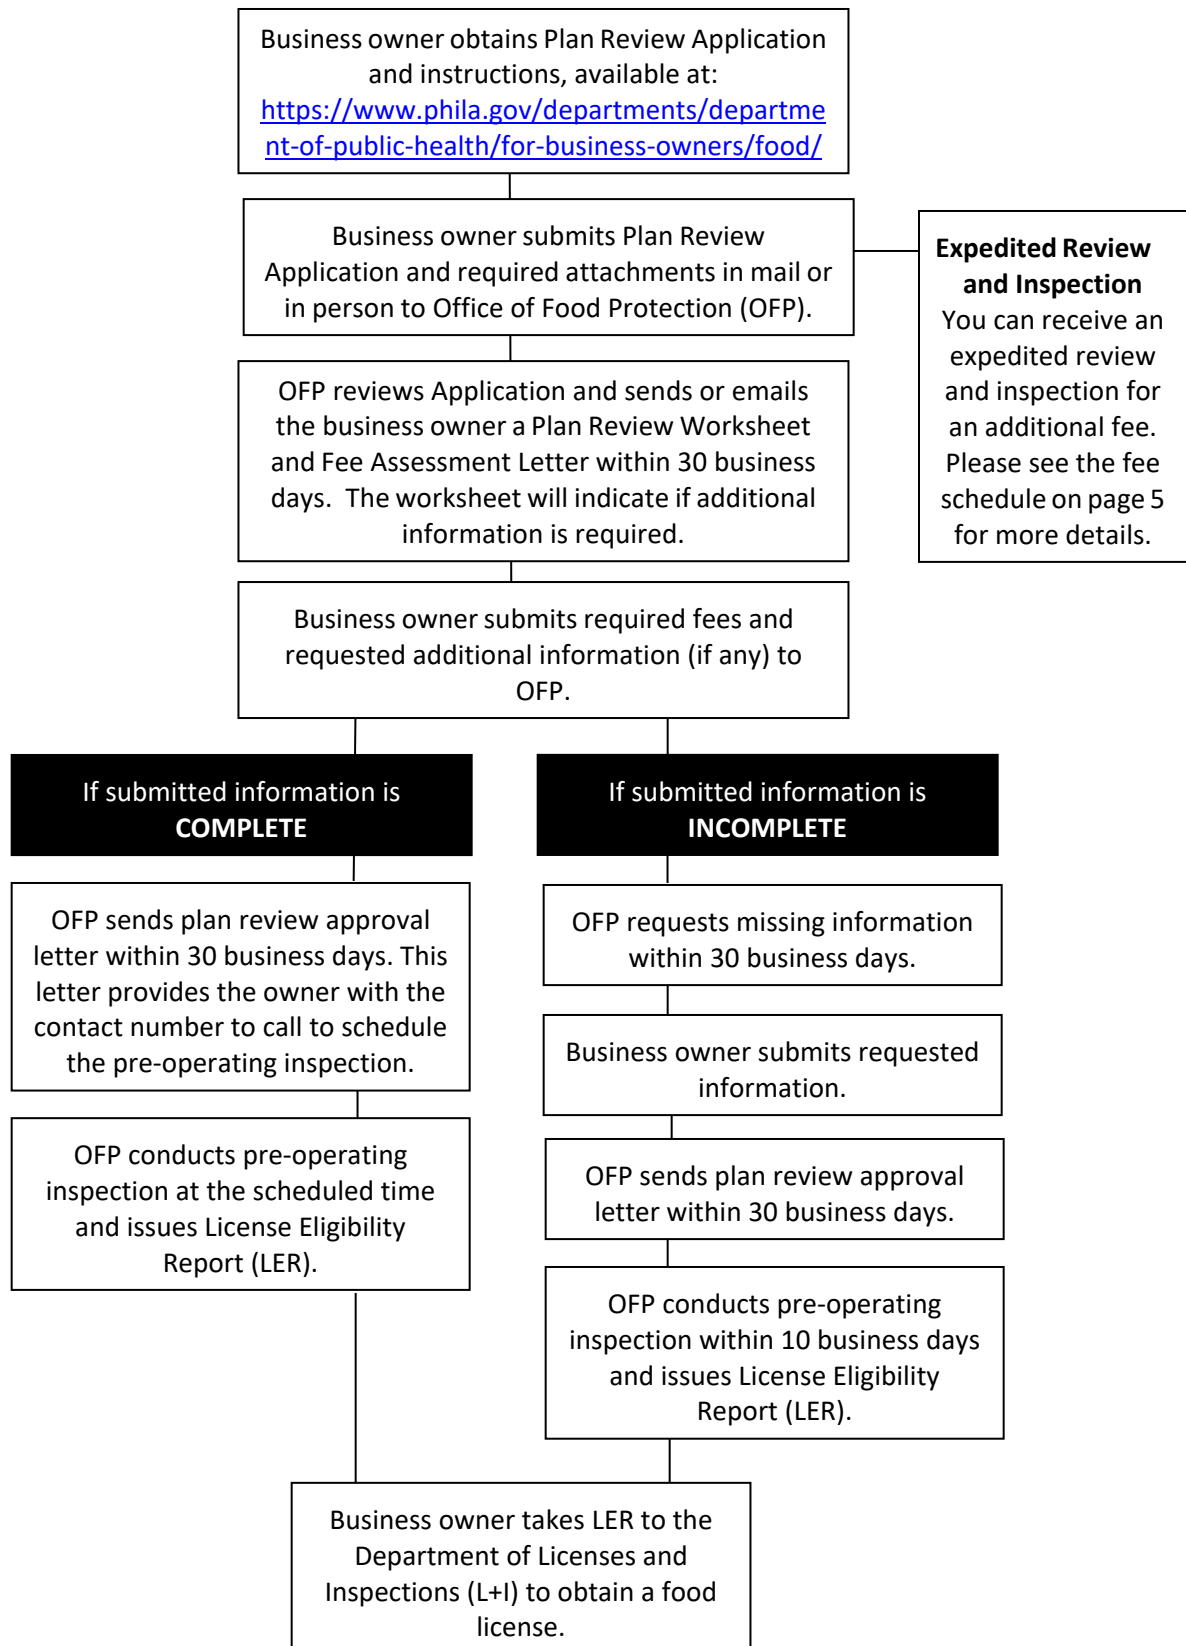 Business owner obtains Plan Review Application
and instructions, available at:
https://www.phila.gov/departments/departme
nt-of-public-health/for-business-owners/food/
Business owner submits Plan Review
Application and required attachments in mail or
in person to Office of Food Protection (OFP).
Expedited Review
and Inspection
You can receive an
expedited review
and inspection for
an additional fee.
Please see the fee
schedule on page 5
for more details.
OFP reviews Application and sends or emails
the business owner a Plan Review Worksheet
and Fee Assessment Letter within 30 business
days.  The worksheet will indicate if additional
information is required.
Business owner submits required fees and
requested additional information (if any) to
OFP.
If submitted information is
COMPLETE
OFP sends plan review approval
letter within 30 business days. This
letter provides the owner with the
contact number to call to schedule
the pre-operating inspection.
OFP conducts pre-operating
inspection at the scheduled time
and issues License Eligibility
Report (LER).
If submitted information is
INCOMPLETE
OFP requests missing information
within 30 business days.
Business owner submits requested
information.
OFP sends plan review approval
letter within 30 business days.
OFP conducts pre-operating
inspection within 10 business days
and issues License Eligibility
Report (LER).
Business owner takes LER to the
Department of Licenses and
Inspections (L+I) to obtain a food
license.